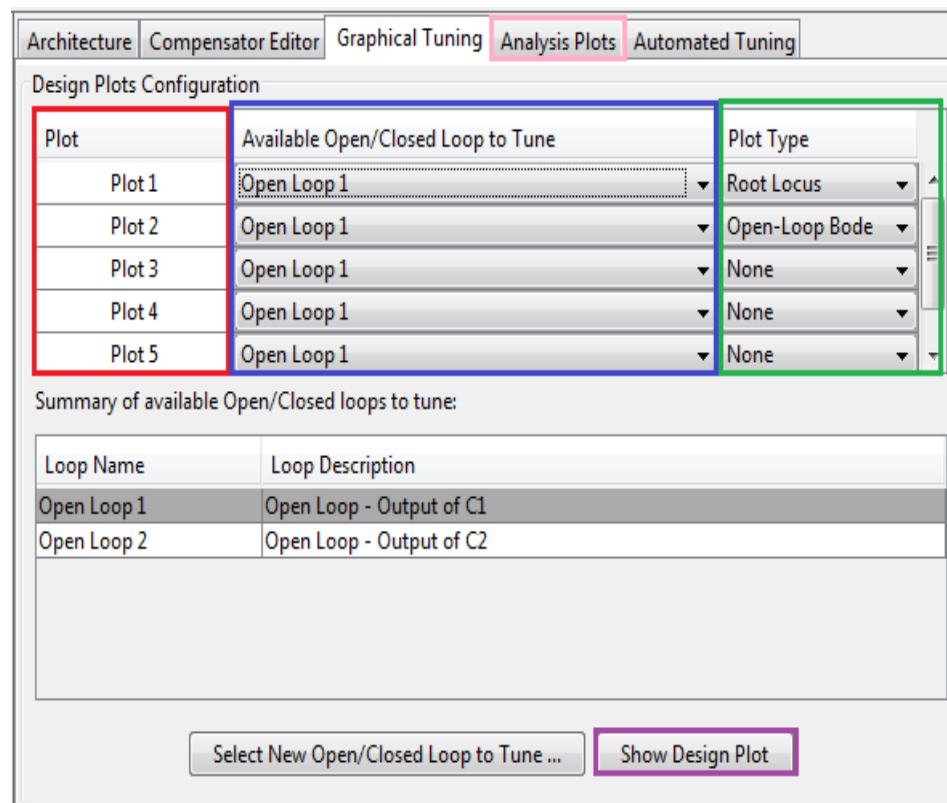 Architecture Compensator Editor Graphical Tuning Analysis Plots Automated Tuning
Design Plots Configuration
Plot Available Open/Closed Loop to Tune Plot Type
Plot 1 Open Loop 1 Root Locus
Plot 2 Open Loop 1 Open-Loop Bode
Plot 3 Open Loop 1 None
Plot 4 Open Loop 1 None
Plot 5 Open Loop 1 None
Summary of available Open/Closed loops to tune:
Loop Name Loop Description
Open Loop 1 Open Loop - Output of C1
Open Loop 2 Open Loop - Output of C2
Select New Open/Closed Loop to Tune ... Show Design Plot